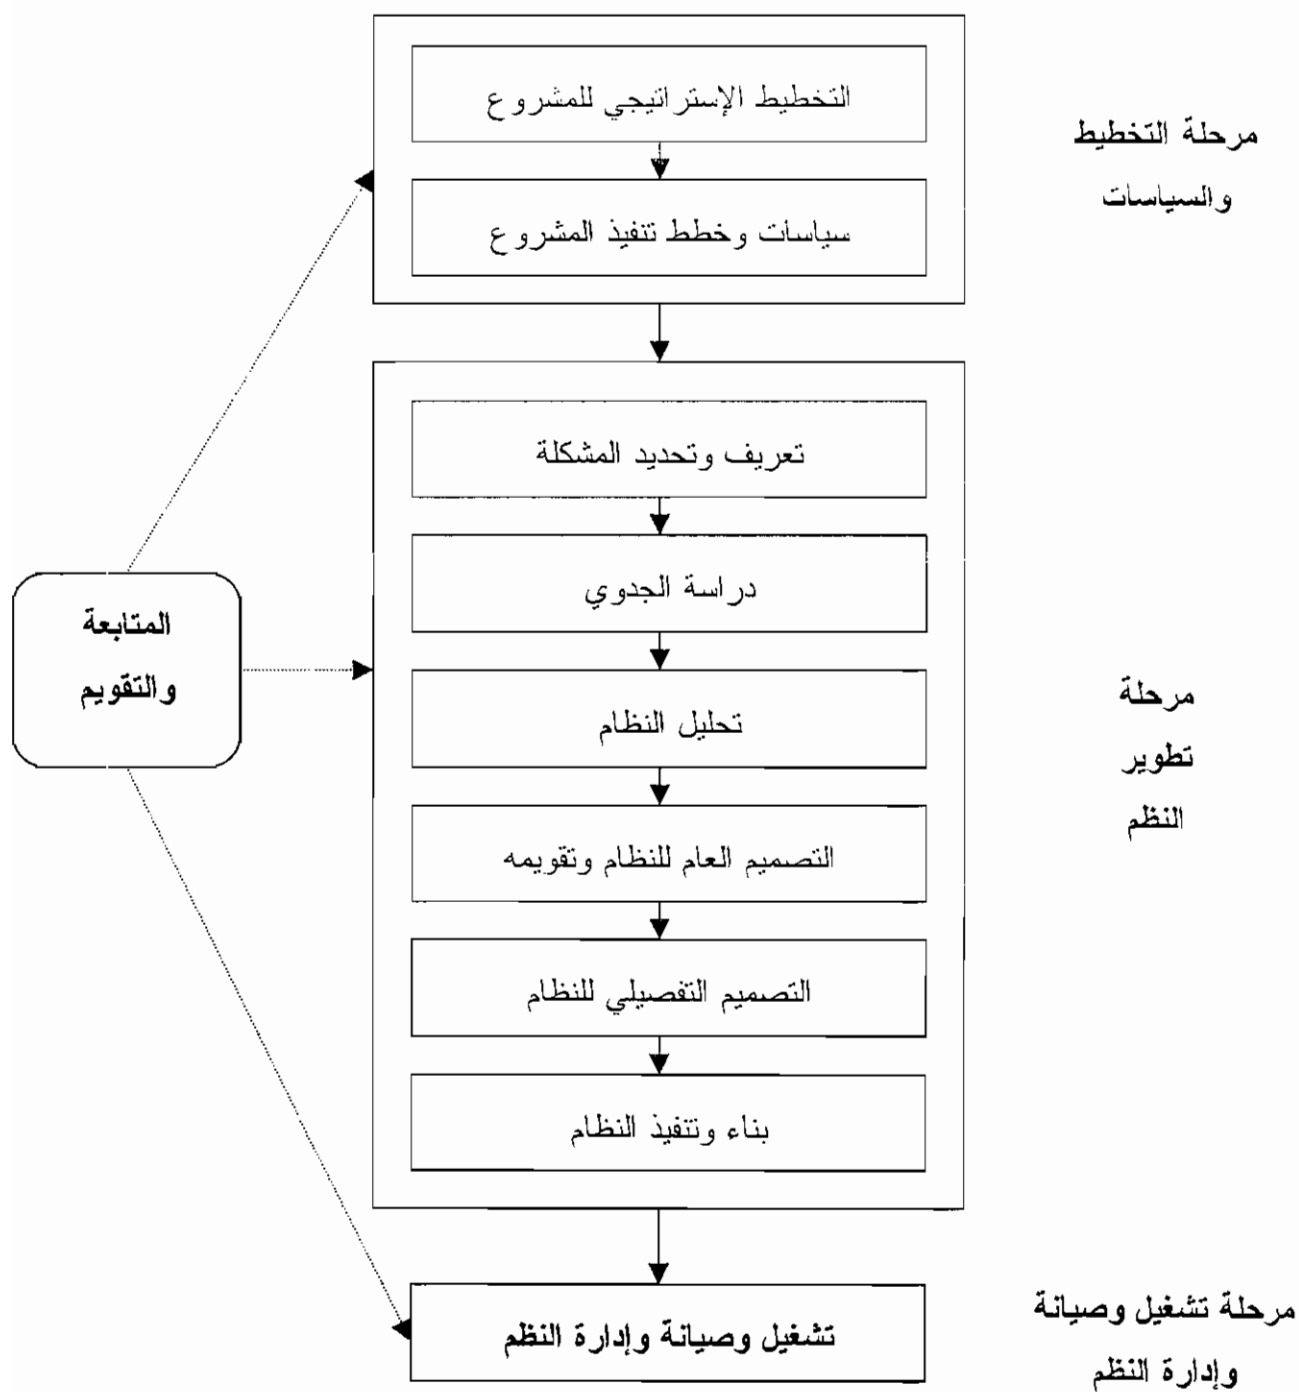 التخطيط الإستراتيجي للمشروع
سياسات وخطط تنفيذ المشروع
مرحلة التخطيط
والسياسات
تعريف وتحديد المشكلة
دراسة الجدوي
تحليل النظام
التصميم العام للنظام وتقويمه
التصميم التفصيلي للنظام
بناء وتنفيذ النظام
مرحلة
تطوير
النظم
المتابعة
والتقويم
تشغيل وصيانة وإدارة النظم
مرحلة تشغيل وصيانة
وإدارة النظم